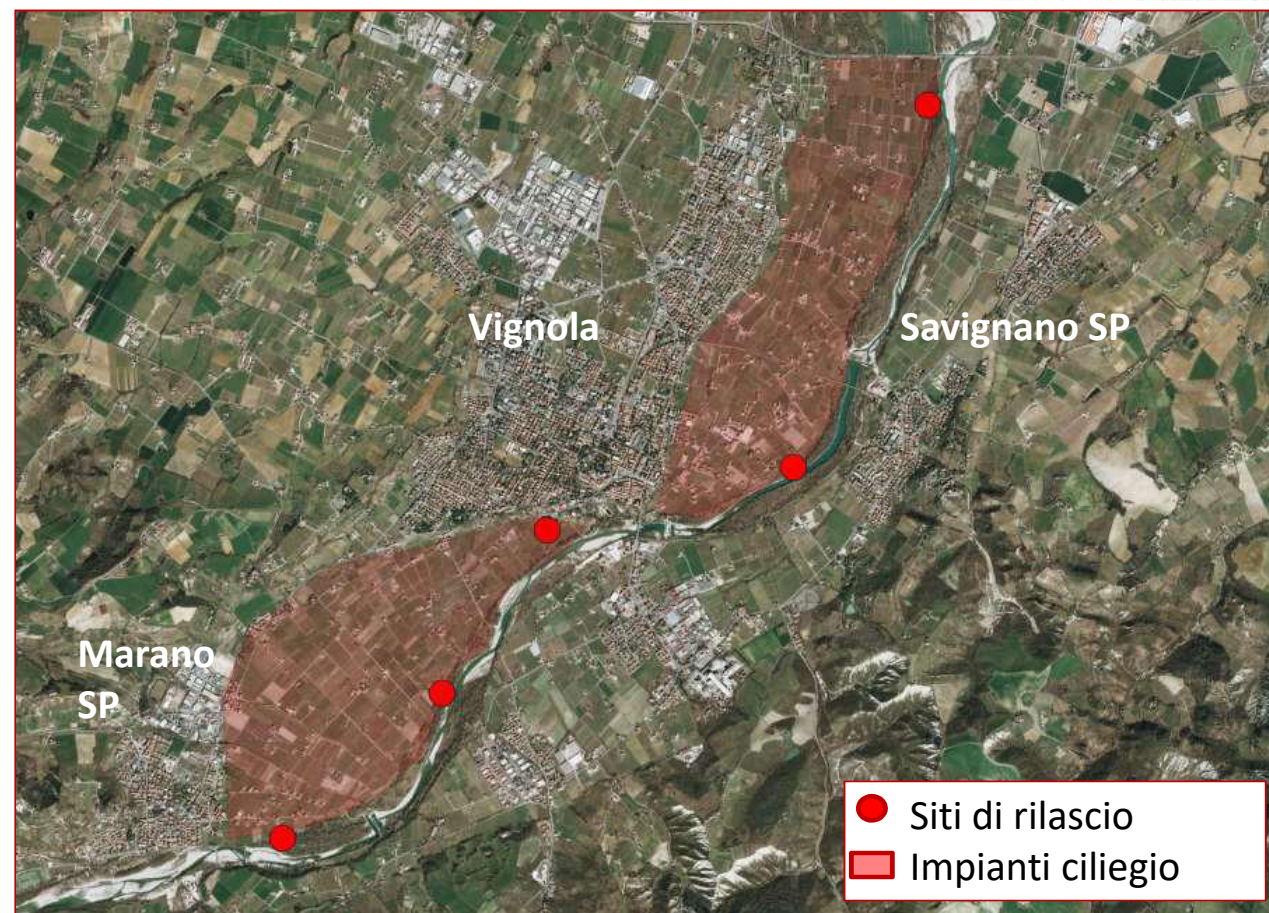 Vignola
Savignano SP
Marano
SP
Siti di rilascio
Impianti ciliegio